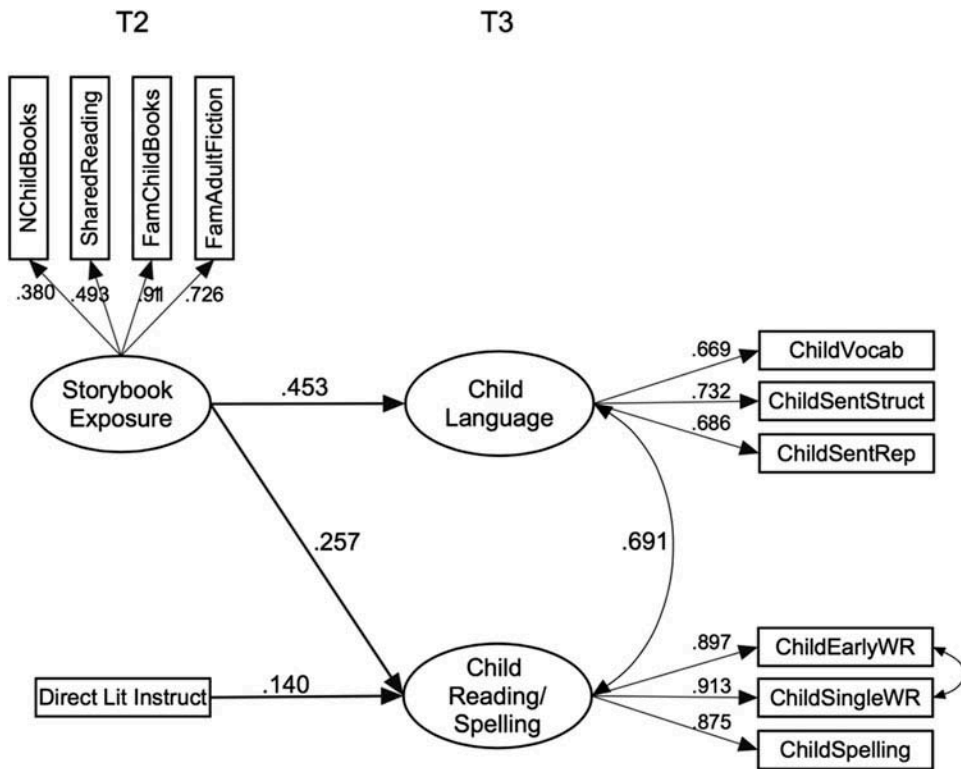 T2
T3
NChildBooks
SharedReading
FamChildBooks
FamAdultFiction
.380
.493
.911
.726
Storybook
Exposure
.453
Child
Language
.669
ChildVocab
.732
ChildSentStruct
.686
ChildSentRep
.257
.691
Direct Lit Instruct
.140
Child
Reading/
Spelling
.897
ChildEarlyWR
.913
ChildSingleWR
.875
ChildSpelling